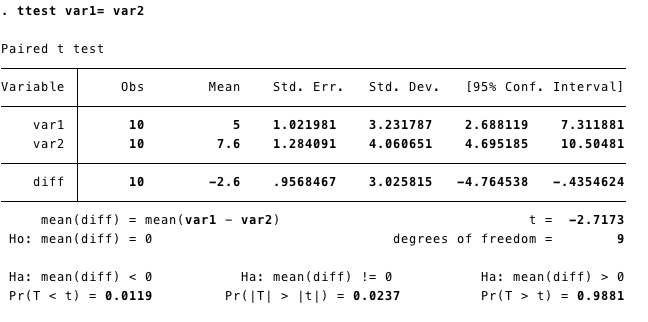 . ttest var1= var2
Paired t test
Variable Obs Mean Std. Err. Std. Dev. [95% Conf. Interval]
var1 10 5 1.021981 3.231787 2.688119 7.311881
var2 10 7.6 1.284091 4.060651 4.695185 10.50481
diff 10 −2.6 .9568467 3.025815 −4.764538 −.4354624
mean(diff) = mean(var1 − var2) t = −2.7173
Ho: mean(diff) = 0 degrees of freedom = 9
Ha: mean(diff) < 0 Ha: mean(diff) != 0 Ha: mean(diff) > 0
Pr(T < t) = 0.0119 Pr(|T| > |t|) = 0.0237 Pr(T > t) = 0.9881